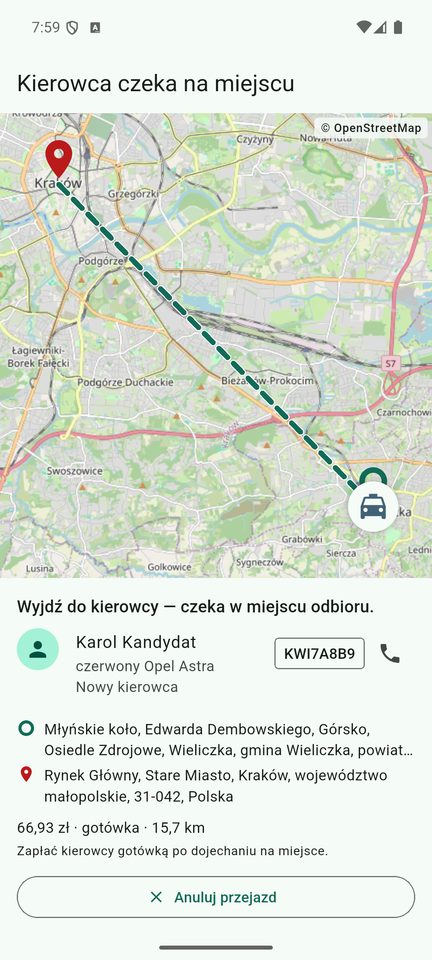 7:59
A
Kierowca czeka na miejscu
© OpenStreetMap
Krowodrza
Czyżyny
Nowa Huta
Kraków
Grzegórzki
Podgórze
Łagiewniki-
Borek Fałęcki
Podgórze Duchackie
Bieżanów-Prokocim
S7
Czarnochowi
Kraków
Swoszowice
Grabówki
Siercza
Ledni
Lusina
Golkowice
Sygneczów
Wyjdź do kierowcy — czeka w miejscu odbioru.
Karol Kandydat
czerwony Opel Astra
Nowy kierowca
KWI7A8B9
Młyńskie koło, Edwarda Dembowskiego, Górsko,
Osiedle Zdrojowe, Wieliczka, gmina Wieliczka, powiat…
Rynek Główny, Stare Miasto, Kraków, województwo
małopolskie, 31-042, Polska
66,93 zł · gotówka · 15,7 km
Zapłać kierowcy gotówką po dojechaniu na miejsce.
Anuluj przejazd